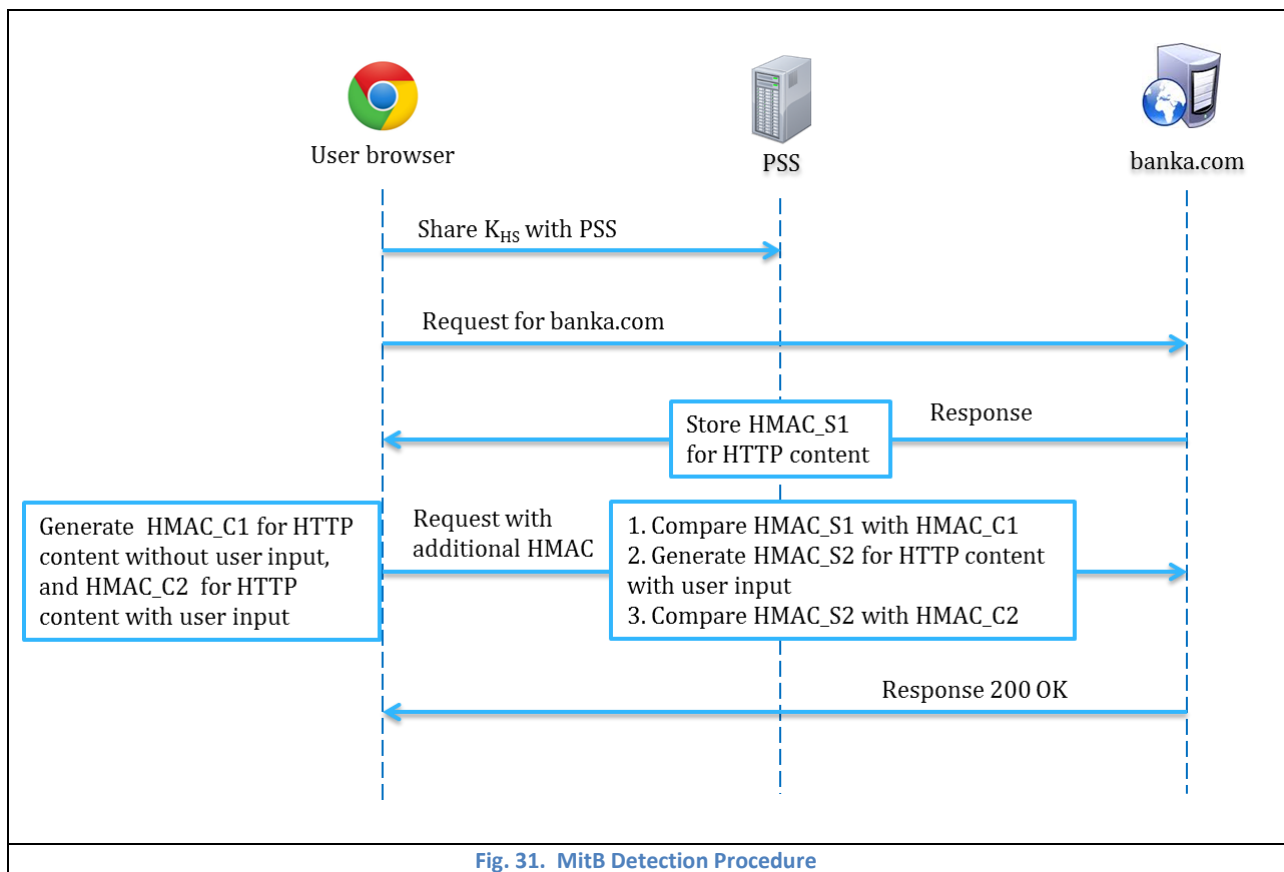 User browser
PSS
banka.com
Share K_HS with PSS
Request for banka.com
Store HMAC_S1
for HTTP content
Response
Generate HMAC_C1 for HTTP
content without user input,
and HMAC_C2 for HTTP
content with user input
Request with
additional HMAC
1. Compare HMAC_S1 with HMAC_C1
2. Generate HMAC_S2 for HTTP content
with user input
3. Compare HMAC_S2 with HMAC_C2
Response 200 OK
Fig. 31. MitB Detection Procedure